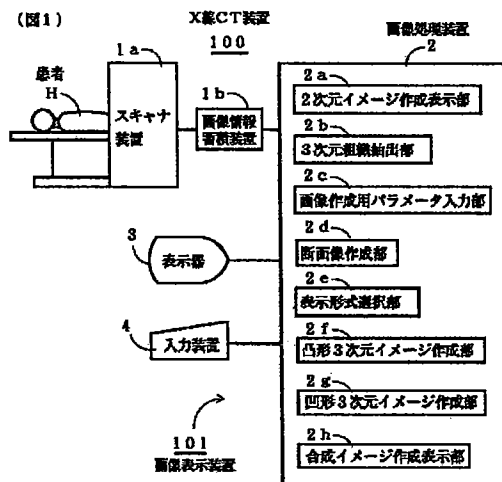 (図1)
X線CT装置
100
画像処理装置
2
1a
患者
H
スキャナ
装置
1b
画像情報
蓄積装置
2a
2次元イメージ作成表示部
2b
3次元組織抽出部
2c
画像作成用パラメータ入力部
2d
断面像作成部
2e
表示形式選択部
2f
凸形3次元イメージ作成部
2g
凹形3次元イメージ作成部
2h
合成イメージ作成表示部
3
表示器
4
入力装置
101
画像表示装置